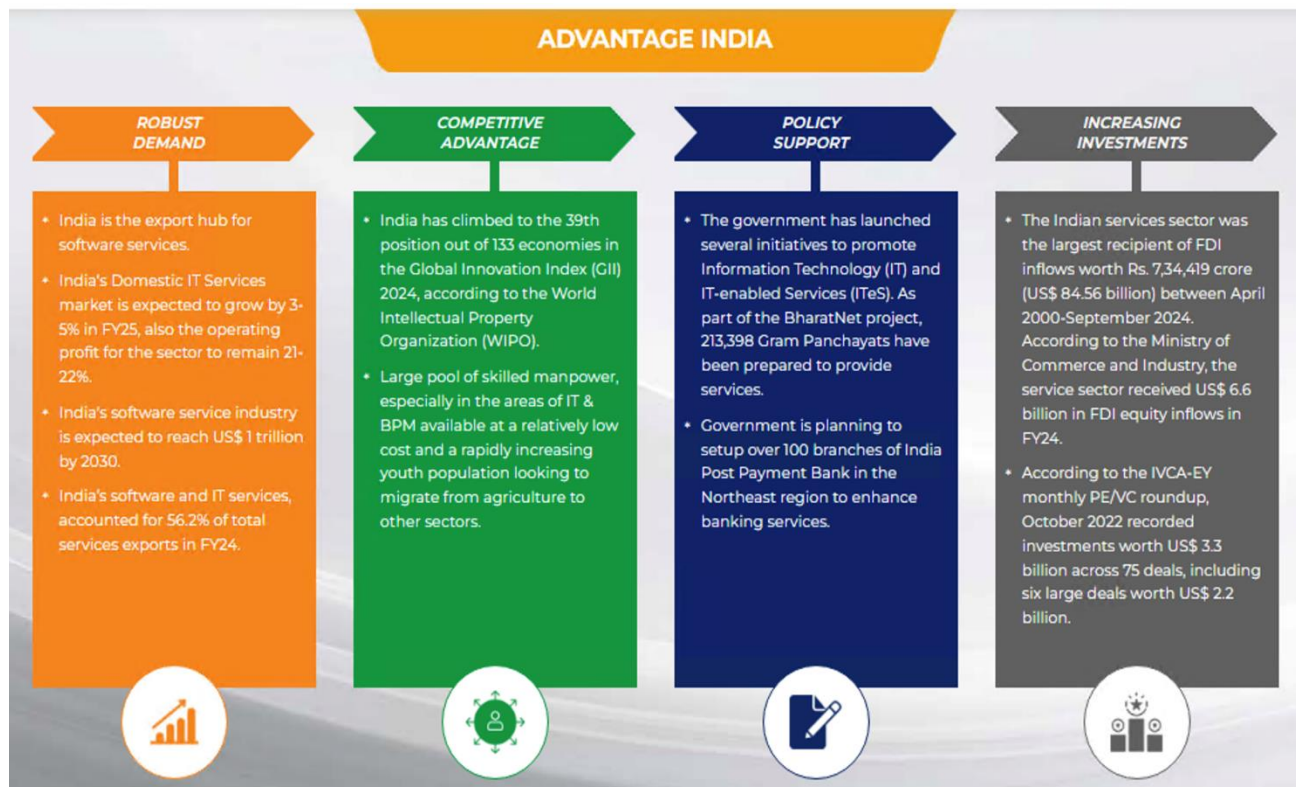 ADVANTAGE INDIA
ROBUST
DEMAND
* India is the export hub for
software services.
* India's Domestic IT Services
market is expected to grow by 3-
5% in FY25, also the operating
profit for the sector to remain 21-
22%.
* India's software service industry
is expected to reach US$ 1 trillion
by 2030.
* India's software and IT services,
accounted for 56.2% of total
services exports in FY24.
COMPETITIVE
ADVANTAGE
* India has climbed to the 39th
position out of 133 economies in
the Global Innovation Index (GII)
2024, according to the World
Intellectual Property
Organization (WIPO).
* Large pool of skilled manpower,
especially in the areas of IT &
BPM available at a relatively low
cost and a rapidly increasing
youth population looking to
migrate from agriculture to
other sectors.
POLICY
SUPPORT
* The government has launched
several initiatives to promote
Information Technology (IT) and
IT-enabled Services (ITeS). As
part of the BharatNet project,
213,398 Gram Panchayats have
been prepared to provide
services.
* Government is planning to
setup over 100 branches of India
Post Payment Bank in the
Northeast region to enhance
banking services.
INCREASING
INVESTMENTS
* The Indian services sector was
the largest recipient of FDI
inflows worth Rs. 7,34,419 crore
(US$ 84.56 billion) between April
2000-September 2024.
According to the Ministry of
Commerce and Industry, the
service sector received US$ 6.6
billion in FDI equity inflows in
FY24.
* According to the IVCA-EY
monthly PE/VC roundup,
October 2022 recorded
investments worth US$ 3.3
billion across 75 deals, including
six large deals worth US$ 2.2
billion.